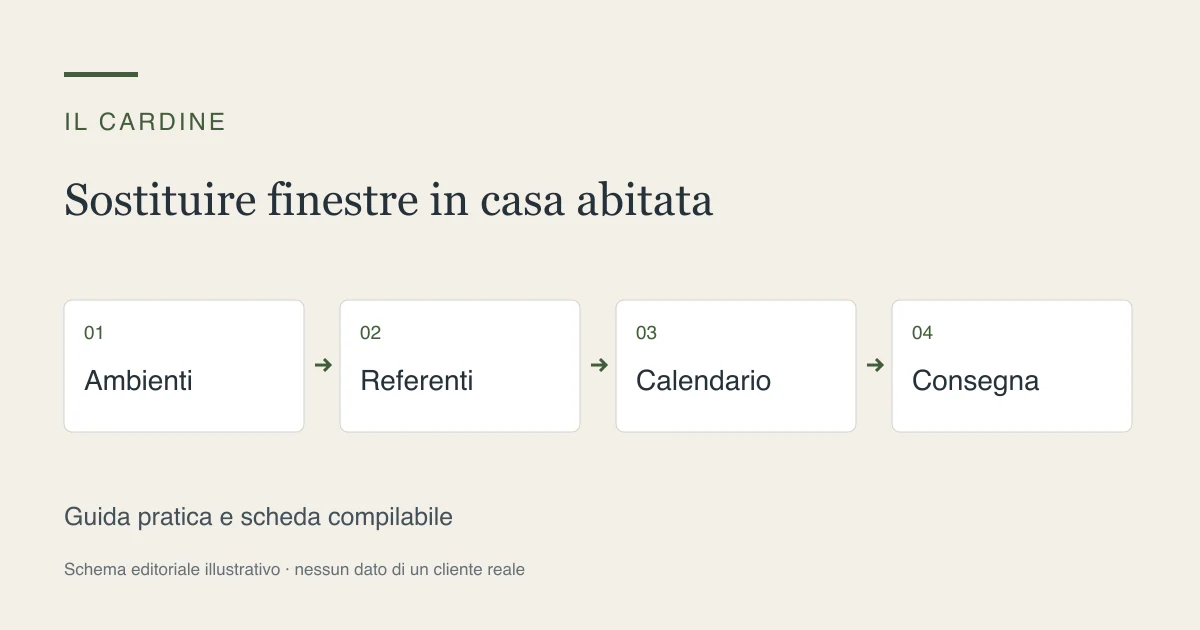 IL CARDINE
Sostituire finestre in casa abitata
01
Ambienti
02
Referenti
03
Calendario
04
Consegna
Guida pratica e scheda compilabile
Schema editoriale illustrativo · nessun dato di un cliente reale